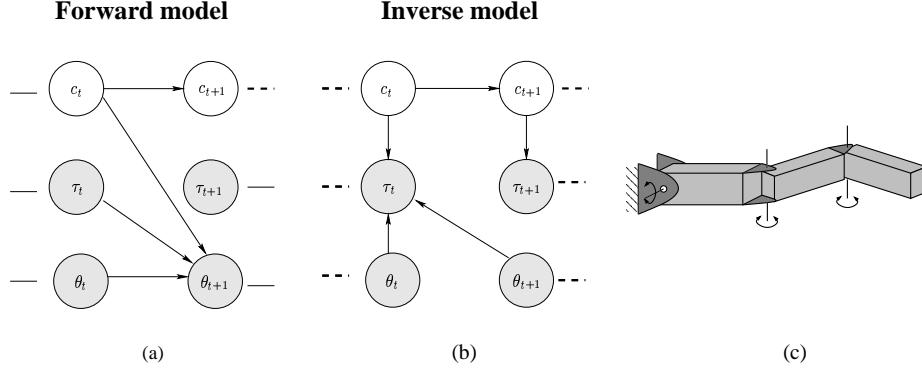 Forward model
Inverse model
c_t
c_{t+1}
c_t
c_{t+1}
τ_t
τ_{t+1}
τ_t
τ_{t+1}
θ_t
θ_{t+1}
θ_t
θ_{t+1}
(a)
(b)
(c)